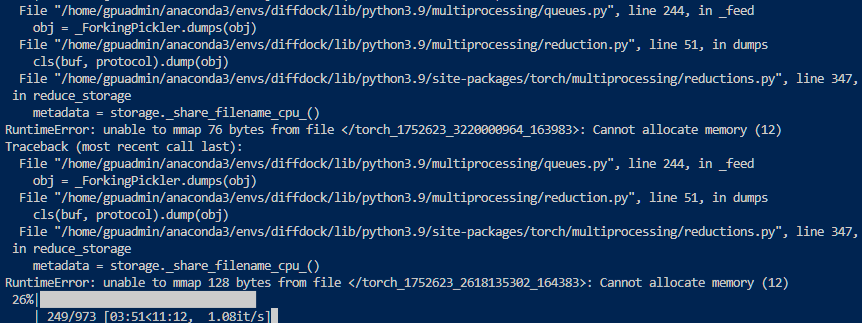 File "/home/gpuadmin/anaconda3/envs/diffdock/lib/python3.9/multiprocessing/queues.py", line 244, in _feed
obj = _ForkingPickler.dumps(obj)
File "/home/gpuadmin/anaconda3/envs/diffdock/lib/python3.9/multiprocessing/reduction.py", line 51, in dumps
cls(buf, protocol).dump(obj)
File "/home/gpuadmin/anaconda3/envs/diffdock/lib/python3.9/site-packages/torch/multiprocessing/reductions.py", line 347,
in reduce_storage
metadata = storage._share_filename_cpu_()
RuntimeError: unable to mmap 76 bytes from file </torch_1752623_3220000964_163983>: Cannot allocate memory (12)
Traceback (most recent call last):
File "/home/gpuadmin/anaconda3/envs/diffdock/lib/python3.9/multiprocessing/queues.py", line 244, in _feed
obj = _ForkingPickler.dumps(obj)
File "/home/gpuadmin/anaconda3/envs/diffdock/lib/python3.9/multiprocessing/reduction.py", line 51, in dumps
cls(buf, protocol).dump(obj)
File "/home/gpuadmin/anaconda3/envs/diffdock/lib/python3.9/site-packages/torch/multiprocessing/reductions.py", line 347,
in reduce_storage
metadata = storage._share_filename_cpu_()
RuntimeError: unable to mmap 128 bytes from file </torch_1752623_2618135302_164383>: Cannot allocate memory (12)
26%|
| 249/973 [03:51<11:12, 1.08it/s]